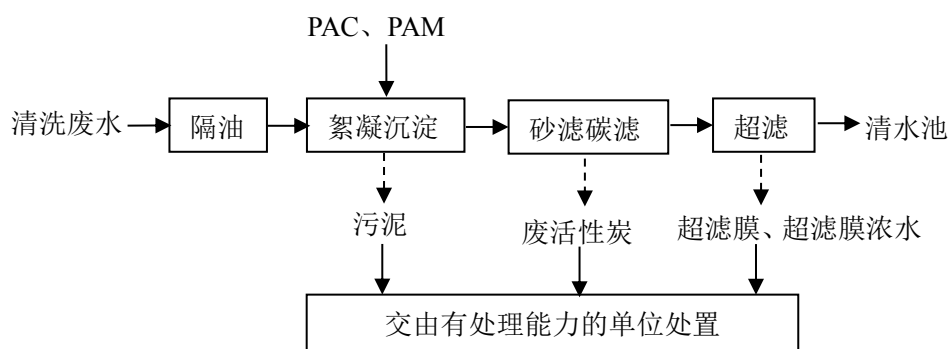 PAC、PAM
清洗废水
隔油
絮凝沉淀
砂滤碳滤
超滤
清水池
污泥
废活性炭
超滤膜、超滤膜浓水
交由有处理能力的单位处置